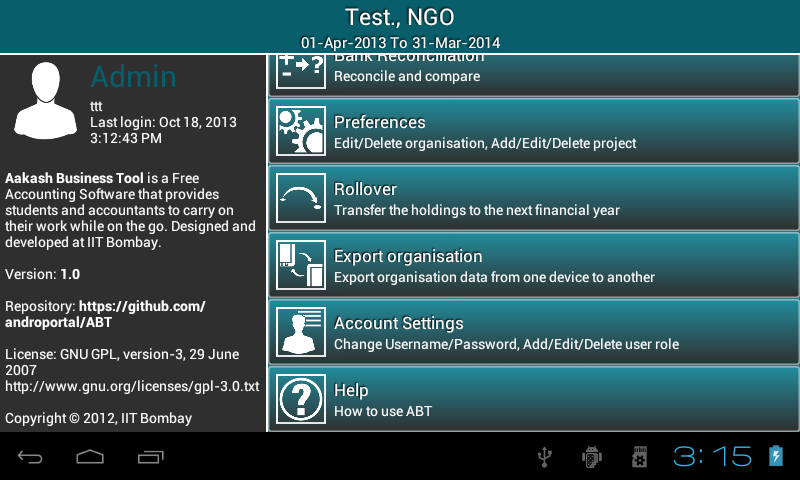 Test., NGO
01-Apr-2013 To 31-Mar-2014
Admin
ttt
Last login: Oct 18, 2013
3:12:43 PM
Aakash Business Tool is a Free
Accounting Software that provides
students and accountants to carry on
their work while on the go. Designed and
developed at IIT Bombay.
Version: 1.0
Repository: https://github.com/
androportal/ABT
License: GNU GPL, version-3, 29 June
2007
http://www.gnu.org/licenses/gpl-3.0.txt
Copyright © 2012, IIT Bombay
Bank Reconciliation
Reconcile and compare
Preferences
Edit/Delete organisation, Add/Edit/Delete project
Rollover
Transfer the holdings to the next financial year
Export organisation
Export organisation data from one device to another
Account Settings
Change Username/Password, Add/Edit/Delete user role
Help
How to use ABT
3:15